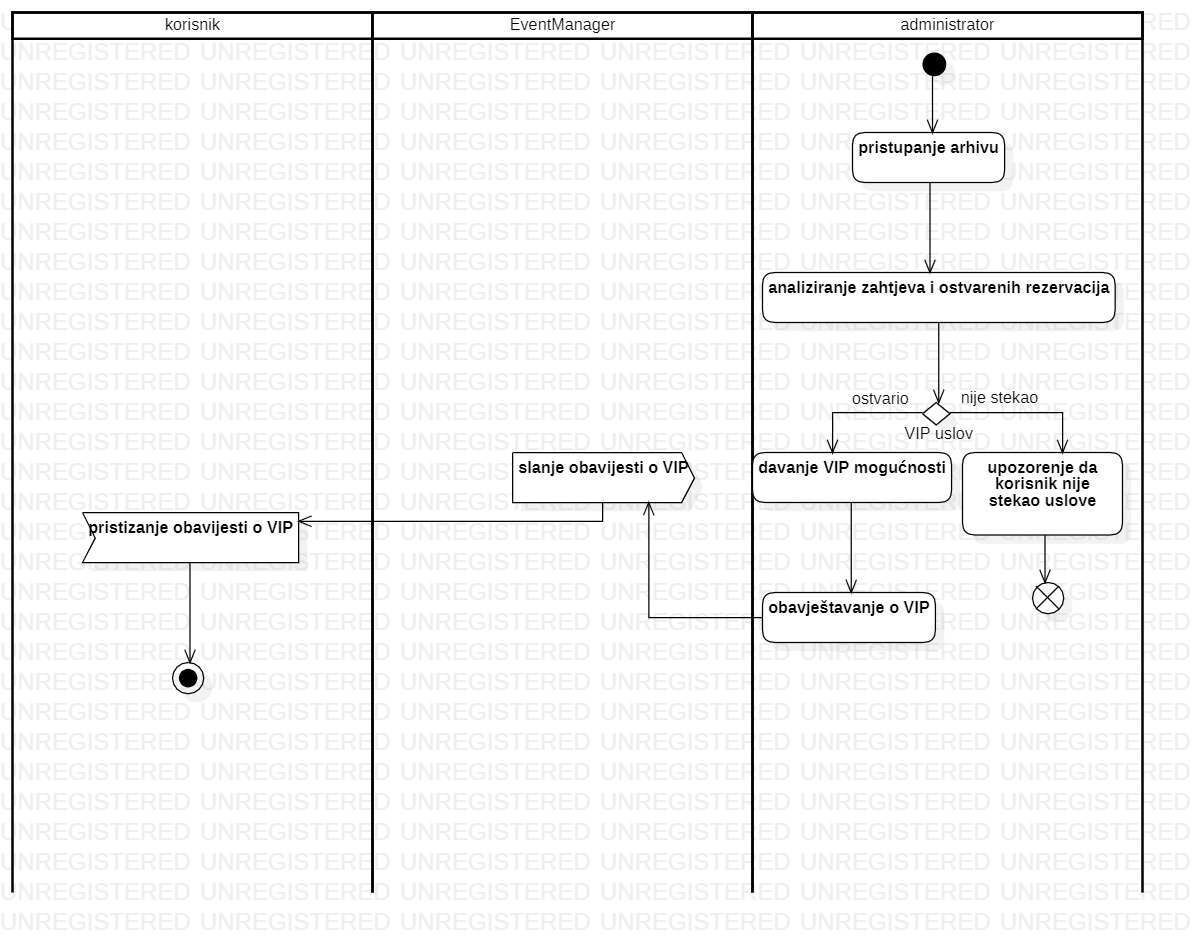 korisnik
EventManager
administrator
pristupanje arhivu
analiziranje zahtjeva i ostvarenih rezervacija
ostvario
nije stekao
VIP uslov
slanje obavijesti o VIP
davanje VIP mogućnosti
upozorenje da
korisnik nije
stekao uslove
pristizanje obavijesti o VIP
obavještavanje o VIP
UNREGISTERED